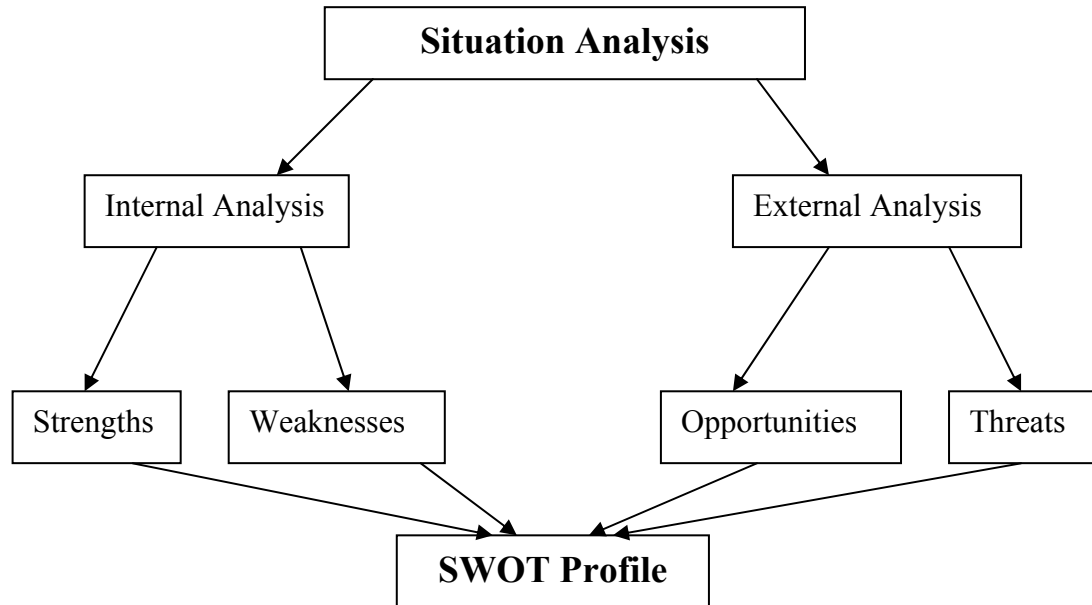 Situation Analysis
Internal Analysis
External Analysis
Strengths
Weaknesses
Opportunities
Threats
SWOT Profile